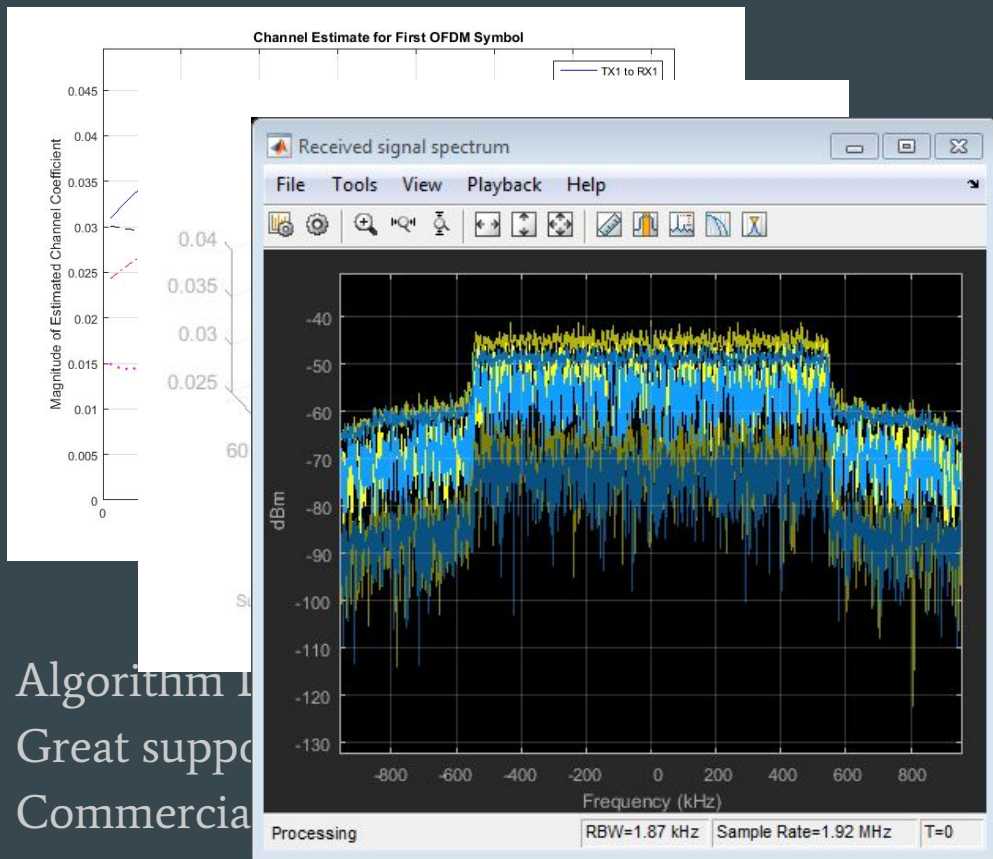 Channel Estimate for First OFDM Symbol
TX1 to RX1
Magnitude of Estimated Channel Coefficient
0.045
0.04
0.035
0.03
0.025
0.02
0.015
0.01
0.005
0
0
0.04
0.035
0.03
0.025
60
Received signal spectrum
File Tools View Playback Help
dBm
-40
-50
-60
-70
-80
-90
-100
-110
-120
-130
-800 -600 -400 -200 0 200 400 600 800
Frequency (kHz)
Processing RBW=1.87 kHz Sample Rate=1.92 MHz T=0
Algorithm
Great
Commercia